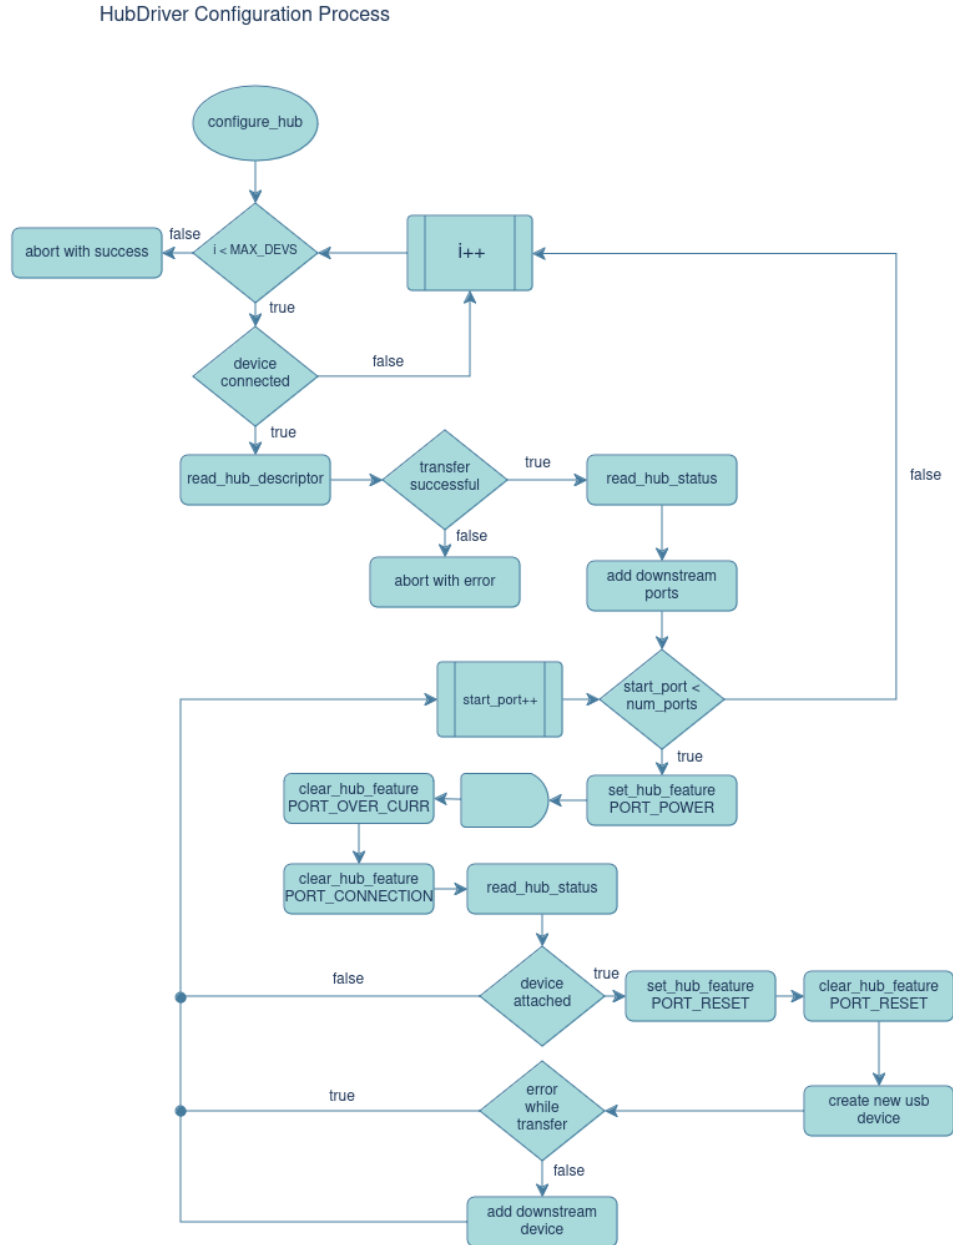 HubDriver Configuration Process
configure_hub
abort with success
false
i < MAX_DEVS
i++
true
device
connected
false
true
read_hub_descriptor
transfer
successful
true
read_hub_status
false
false
abort with error
add downstream
ports
start_port++
start_port <
num_ports
true
clear_hub_feature
PORT_OVER_CURR
set_hub_feature
PORT_POWER
clear_hub_feature
PORT_CONNECTION
read_hub_status
false
device
attached
true
set_hub_feature
PORT_RESET
clear_hub_feature
PORT_RESET
true
error
while
transfer
create new usb
device
false
add downstream
device